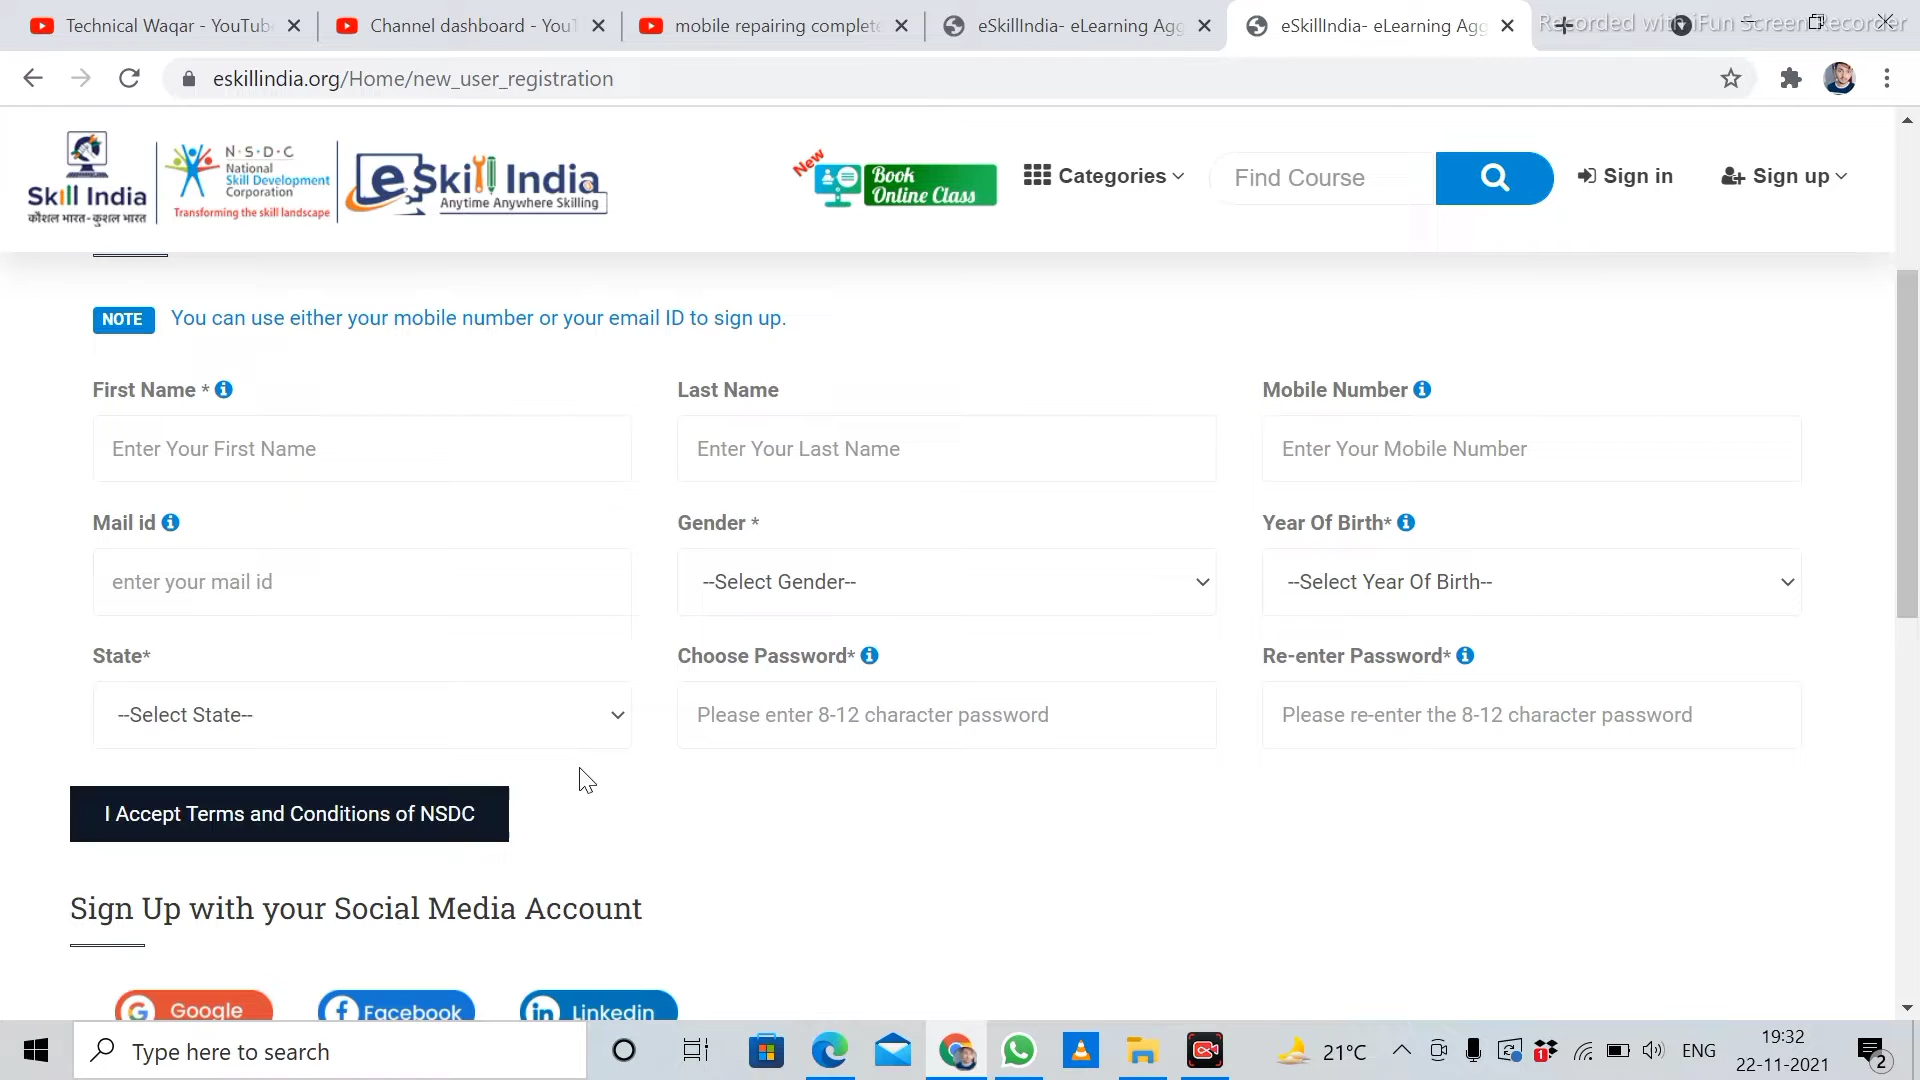 Technical Waqar - YouTub
Channel dashboard - YouT
mobile repairing complete
eSkillIndia- eLearning Agg
eSkillIndia- eLearning Agg
Recorded with iFun Screen Recorder
eskillindia.org/Home/new_user_registration
Skill India
कौशल भारत-कुशल भारत
N·S·D·C
National
Skill Development
Corporation
Transforming the skill landscape
eSkill India
Anytime Anywhere Skilling
New
Book
Online Class
Categories
Find Course
Sign in
Sign up
NOTE You can use either your mobile number or your email ID to sign up.
First Name *
Last Name
Mobile Number
Enter Your First Name
Enter Your Last Name
Enter Your Mobile Number
Mail id
Gender *
Year Of Birth*
enter your mail id
--Select Gender--
--Select Year Of Birth--
State*
Choose Password*
Re-enter Password*
--Select State--
Please enter 8-12 character password
Please re-enter the 8-12 character password
I Accept Terms and Conditions of NSDC
Sign Up with your Social Media Account
Google
Facebook
Linkedin
Type here to search
21°C
1
ENG
19:32
22-11-2021
2